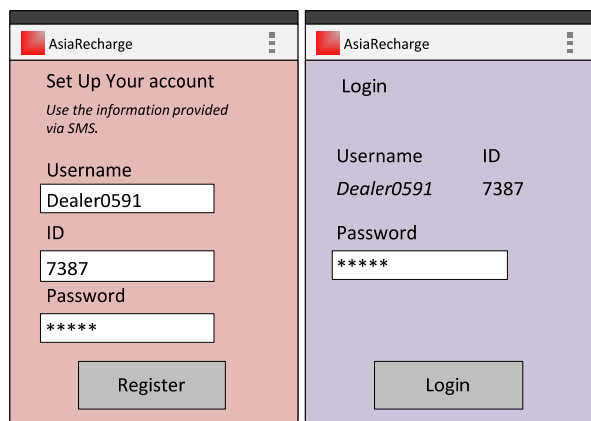 AsiaRecharge
Set Up Your account
Use the information provided
via SMS.
Username
Dealer0591
ID
7387
Password
*****
Register
AsiaRecharge
Login
Username ID
Dealer0591 7387
Password
*****
Login